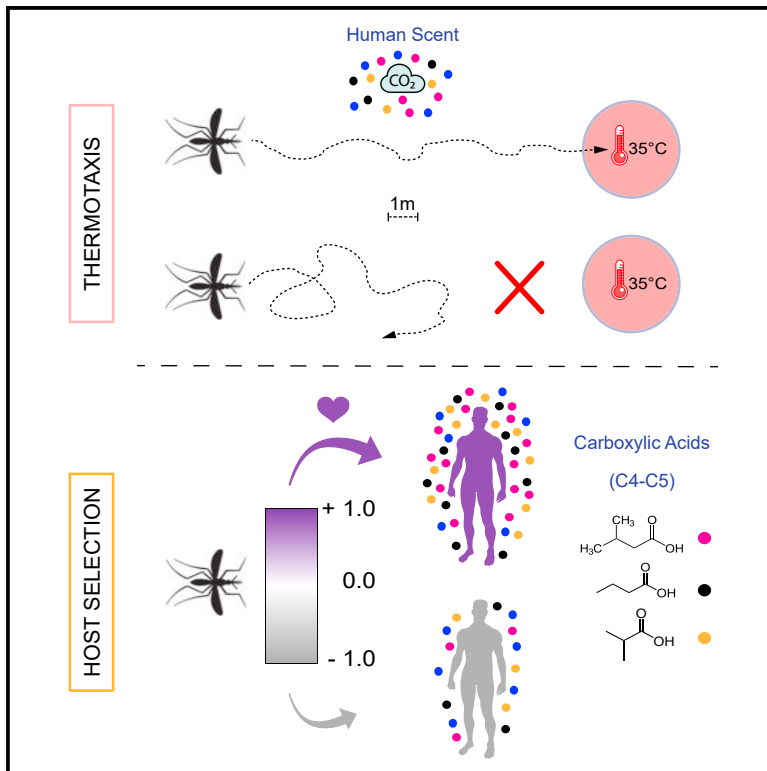 Human Scent
CO₂
THERMOTAXIS
35°C
1m
35°C
HOST SELECTION
+ 1.0
0.0
- 1.0
Carboxylic Acids
(C4-C5)
CH₃
O
H₃C
OH
O
OH
O
OH